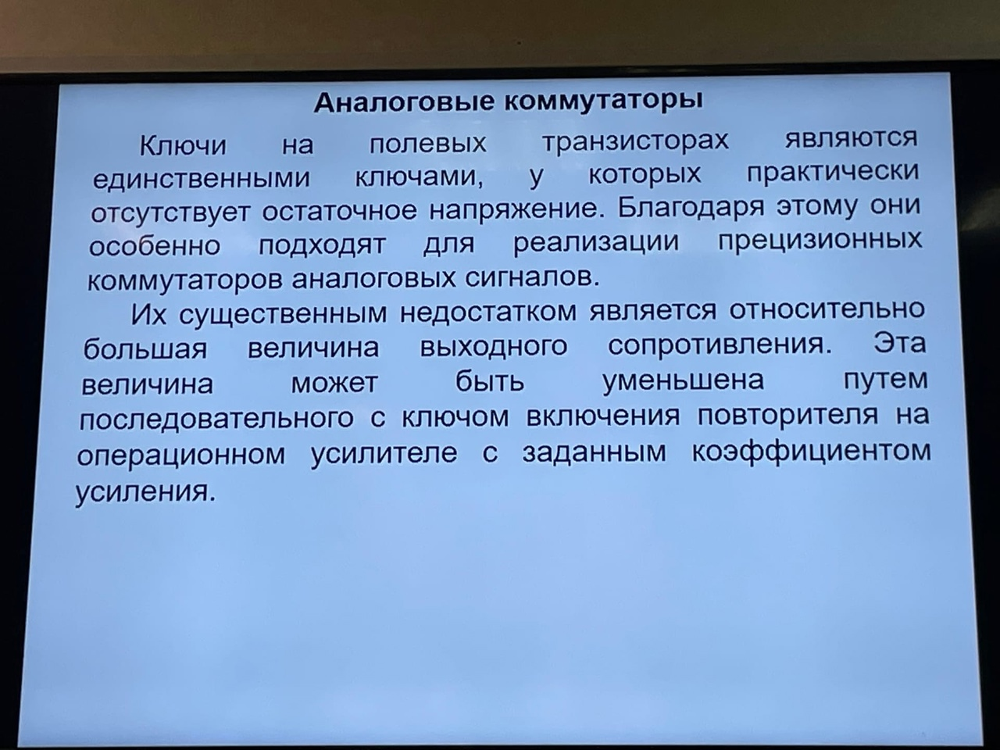 Аналоговые коммутаторы
Ключи на полевых транзисторах являются
единственными ключами, у которых практически
отсутствует остаточное напряжение. Благодаря этому они
особенно подходят для реализации прецизионных
коммутаторов аналоговых сигналов.
Их существенным недостатком является относительно
большая величина выходного сопротивления. Эта
величина может быть уменьшена путем
последовательного с ключом включения повторителя на
операционном усилителе с заданным коэффициентом
усиления.